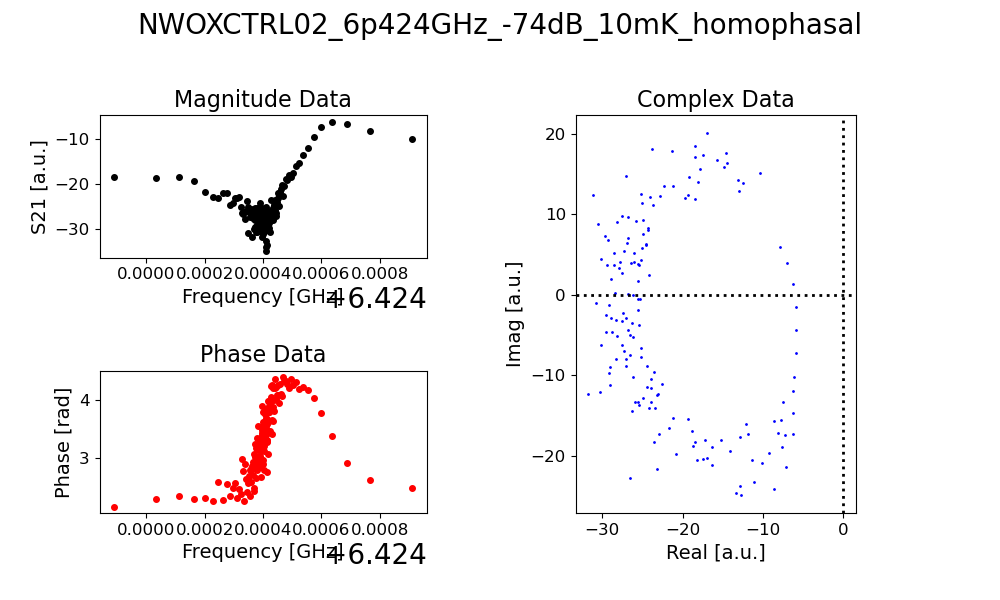 NWOXCTRL02_6p424GHz_-74dB_10mK_homophasal
Magnitude Data
S21 [a.u.]
−10
−20
−30
0.0000 0.0002 0.0004 0.0006 0.0008
Frequency [GHz]
+6.424
Phase Data
Phase [rad]
4
3
0.0000 0.0002 0.0004 0.0006 0.0008
Frequency [GHz]
+6.424
Complex Data
Imag [a.u.]
20
10
0
−10
−20
−30 −20 −10 0
Real [a.u.]